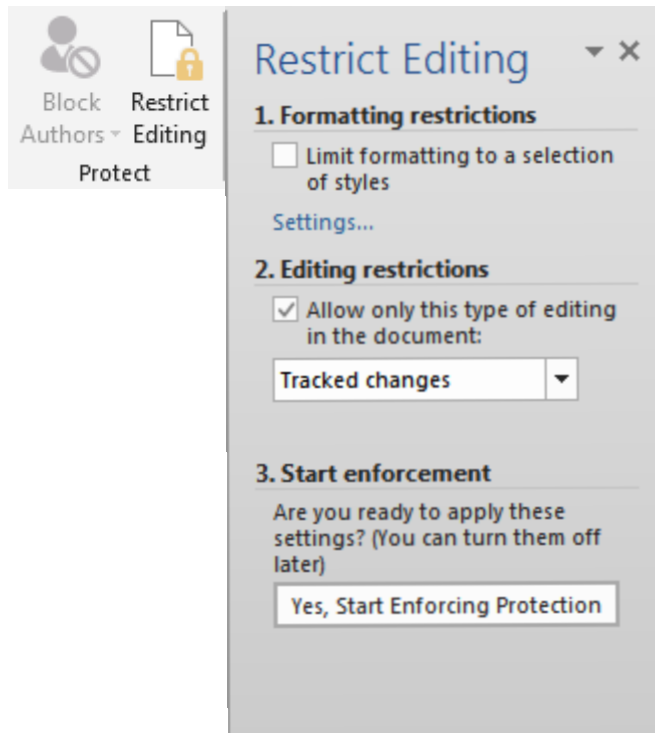 Block
Authors
Restrict
Editing
Protect
Restrict Editing
1. Formatting restrictions
Limit formatting to a selection
of styles
Settings...
2. Editing restrictions
Allow only this type of editing
in the document:
Tracked changes
3. Start enforcement
Are you ready to apply these
settings? (You can turn them off
later)
Yes, Start Enforcing Protection